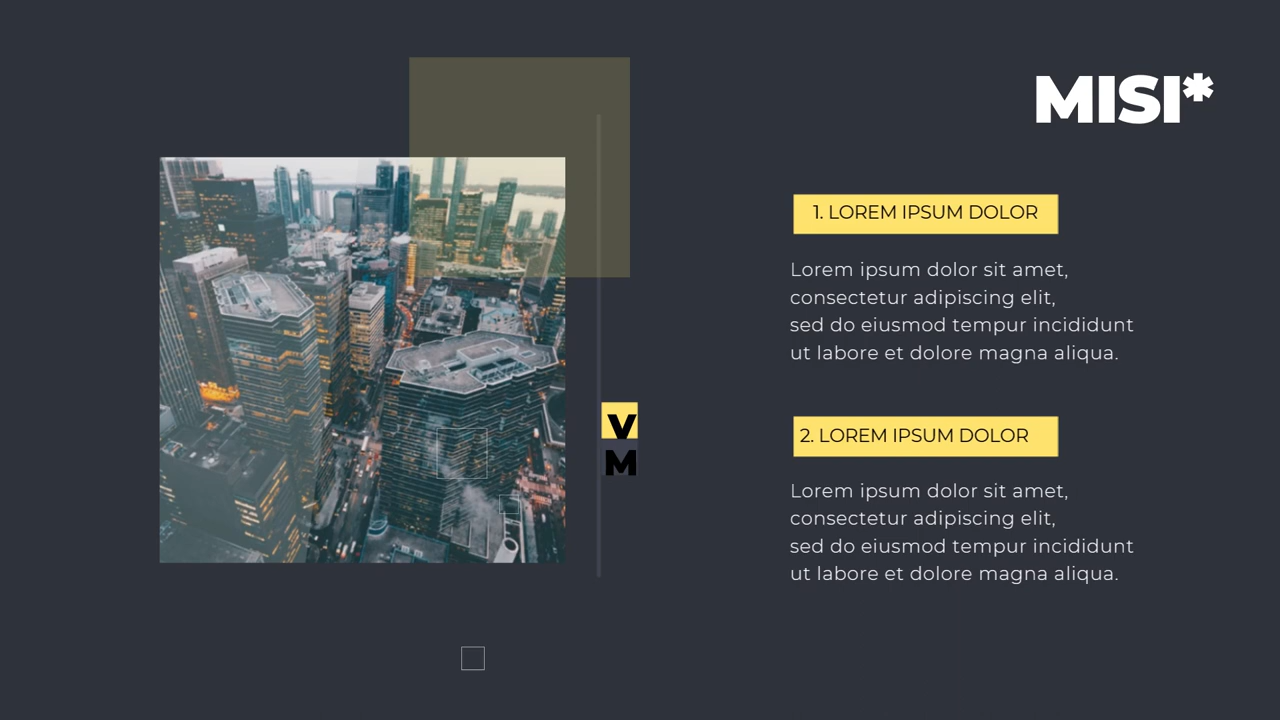 MISI*
1. LOREM IPSUM DOLOR
Lorem ipsum dolor sit amet,
consectetur adipiscing elit,
sed do eiusmod tempur incididunt
ut labore et dolore magna aliqua.
V
M
2. LOREM IPSUM DOLOR
Lorem ipsum dolor sit amet,
consectetur adipiscing elit,
sed do eiusmod tempur incididunt
ut labore et dolore magna aliqua.